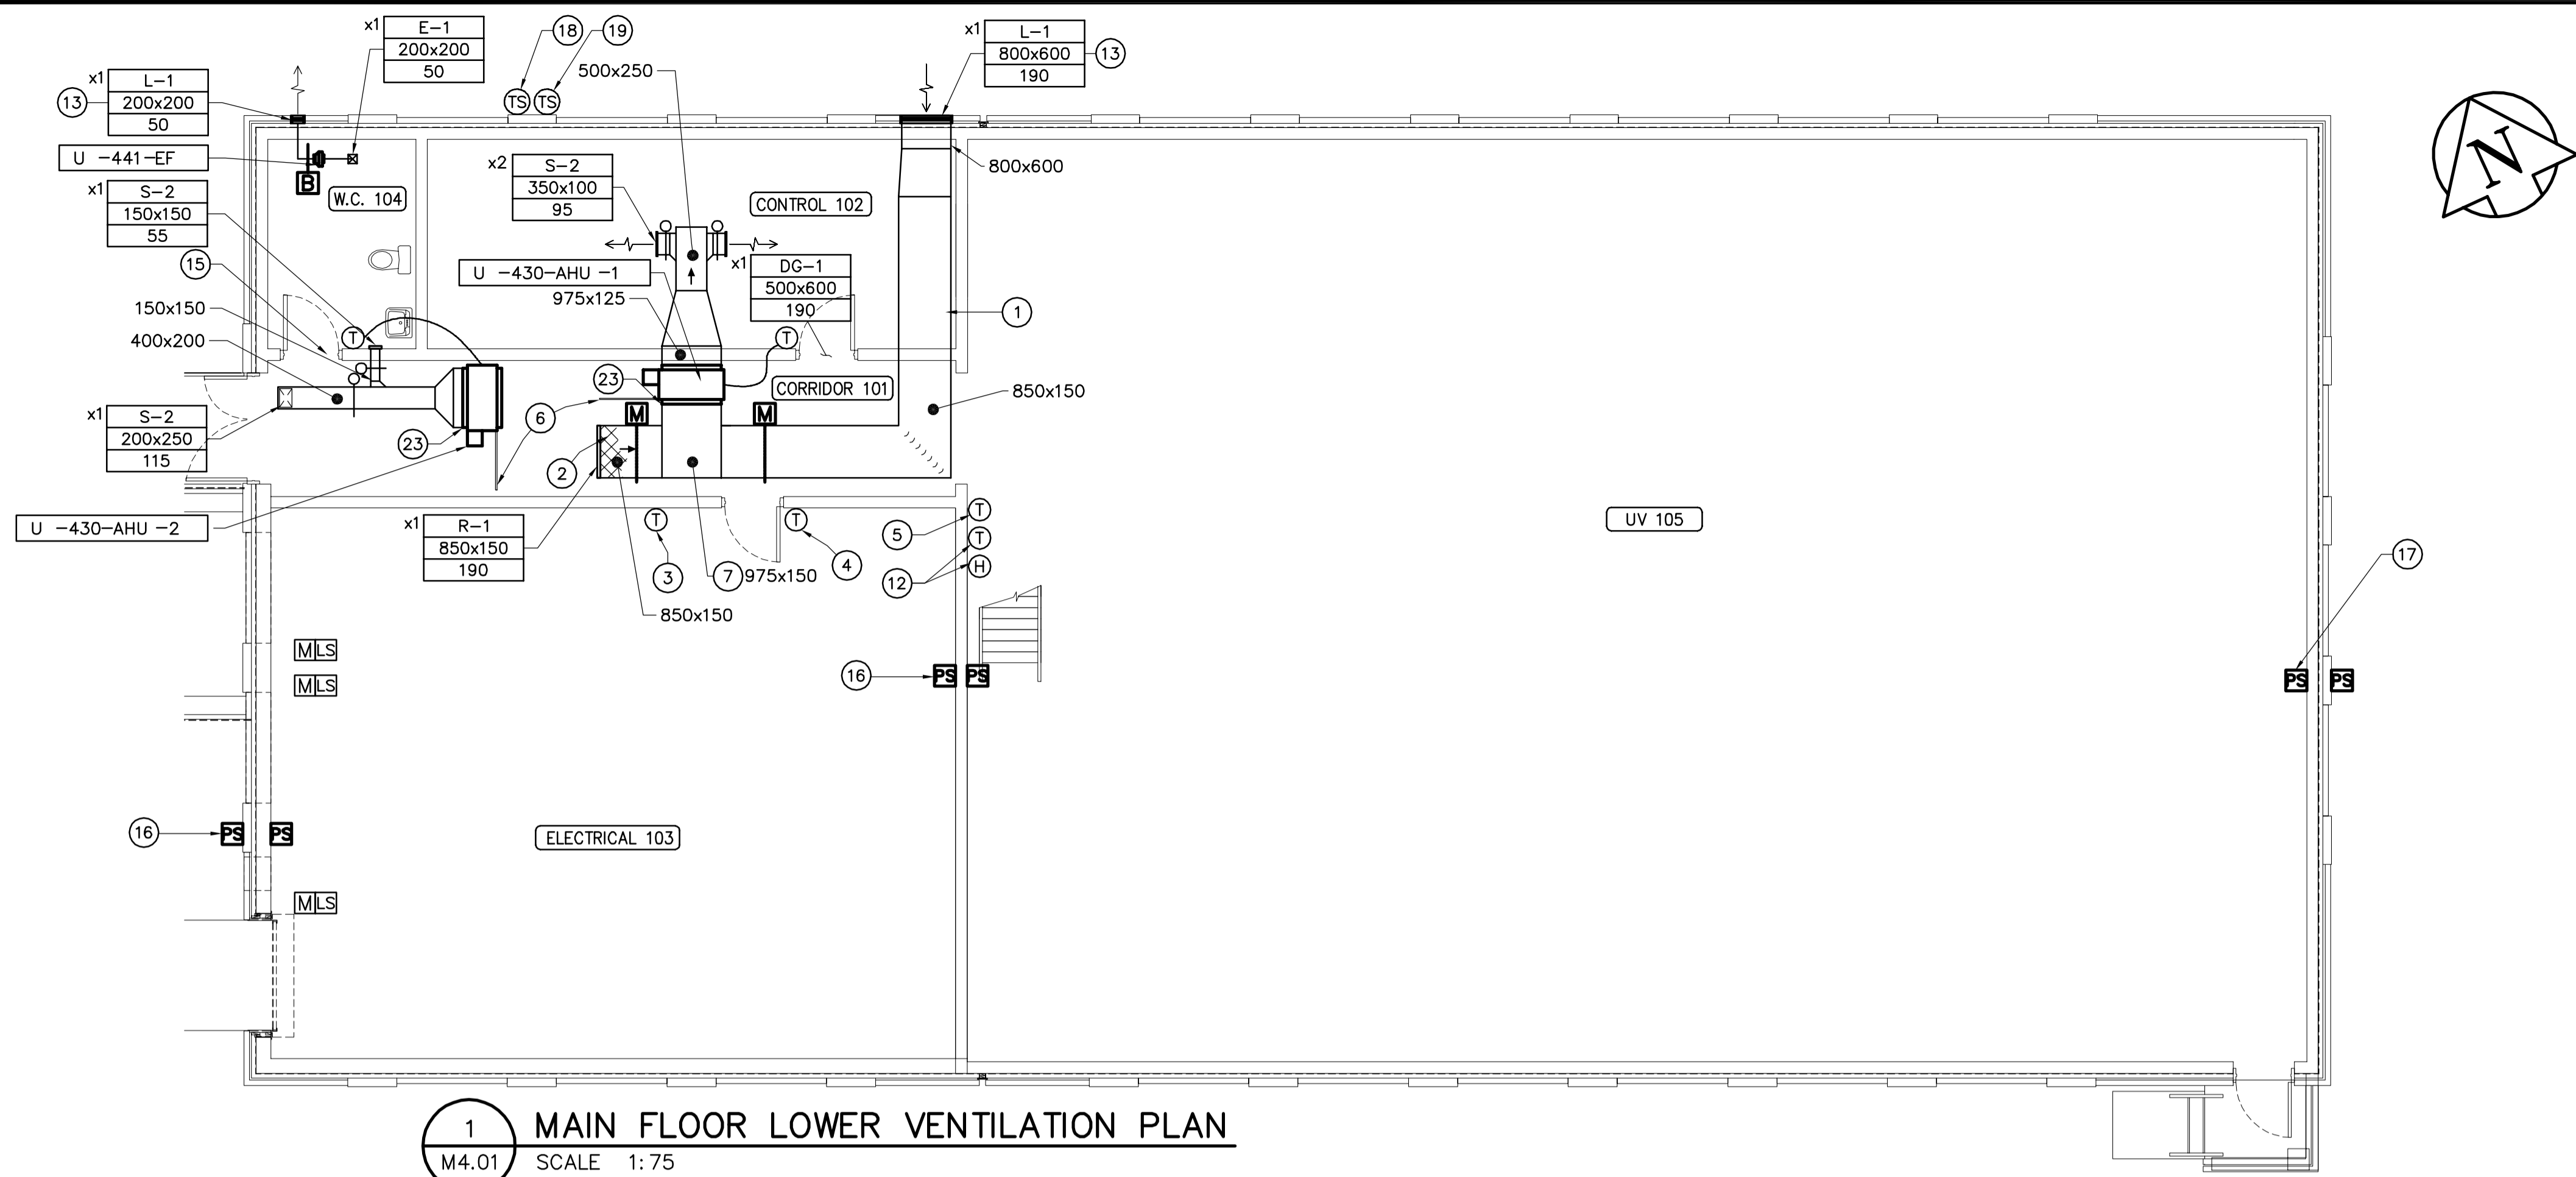 x1
E-1
200x200
50
18
19
500x250
x1
L-1
800x600
190
13
x1
L-1
200x200
50
13
TS
TS
U -441-EF
B
W.C. 104
x1
S-2
150x150
55
x2
S-2
350x100
95
CONTROL 102
800x600
N
15
U -430-AHU -1
x1
DG-1
500x600
190
975x125
1
150x150
400x200
T
T
23
CORRIDOR 101
850x150
x1
S-2
200x250
115
23
6
M
M
2
U -430-AHU -2
x1
R-1
850x150
190
T
T
3
7
975x150
4
5
T
12
T
H
850x150
UV 105
17
M LS
M LS
16
PS
PS
PS
PS
16
PS
PS
ELECTRICAL 103
M LS
1
M4.01
MAIN FLOOR LOWER VENTILATION PLAN
SCALE 1:75